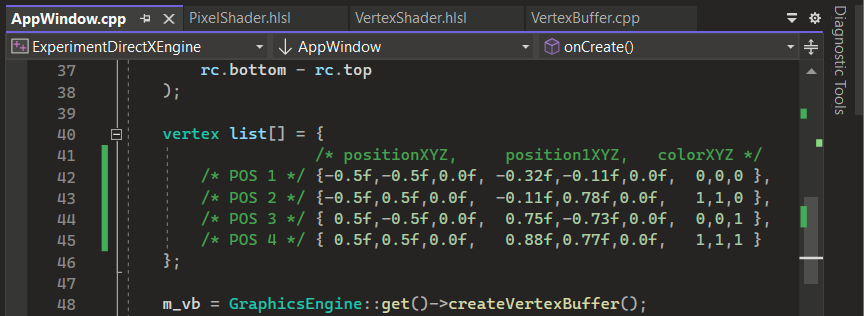 AppWindow.cpp PixelShader.hlsl VertexShader.hlsl VertexBuffer.cpp
ExperimentDirectXEngine AppWindow onCreate()
Diagnostic Tools
37 rc.bottom - rc.top
38 );
39
40 vertex list[] = {
41 /* positionXYZ, position1XYZ, colorXYZ */
42 /* POS 1 */ {-0.5f,-0.5f,0.0f, -0.32f,-0.11f,0.0f, 0,0,0 },
43 /* POS 2 */ {-0.5f,0.5f,0.0f, -0.11f,0.78f,0.0f, 1,1,0 },
44 /* POS 3 */ { 0.5f,-0.5f,0.0f, 0.75f,-0.73f,0.0f, 0,0,1 },
45 /* POS 4 */ { 0.5f,0.5f,0.0f, 0.88f,0.77f,0.0f, 1,1,1 }
46 };
47
48 m_vb = GraphicsEngine::get()->createVertexBuffer();